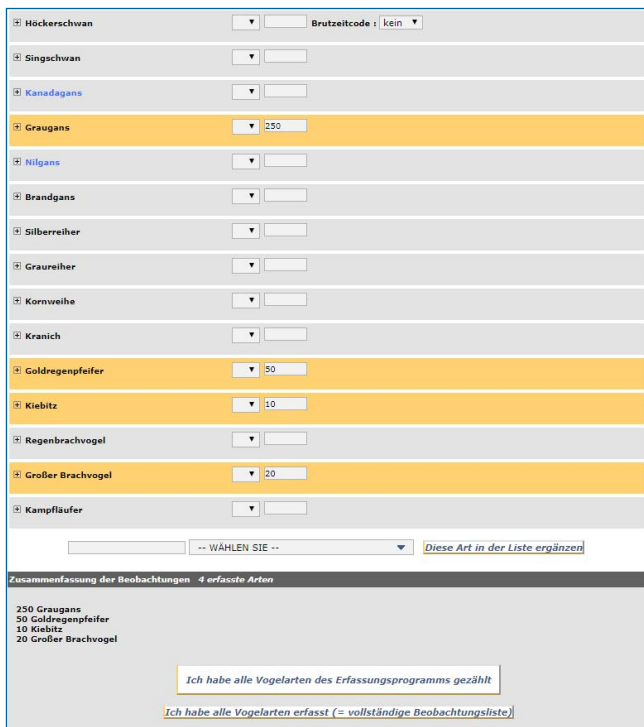 Höckerschwan Brutzeitcode : kein
Singschwan
Kanadagans
Graugans 250
Nilgans
Brandgans
Silberreiher
Graureiher
Kornweihe
Kranich
Goldregenpfeifer 50
Kiebitz 10
Regenbrachvogel
Großer Brachvogel 20
Kampfläufer
-- WÄHLEN SIE -- Diese Art in der Liste ergänzen
Zusammenfassung der Beobachtungen 4 erfasste Arten
250 Graugans
50 Goldregenpfeifer
10 Kiebitz
20 Großer Brachvogel
Ich habe alle Vogelarten des Erfassungsprogramms gezählt
Ich habe alle Vogelarten erfasst (= vollständige Beobachtungsliste)